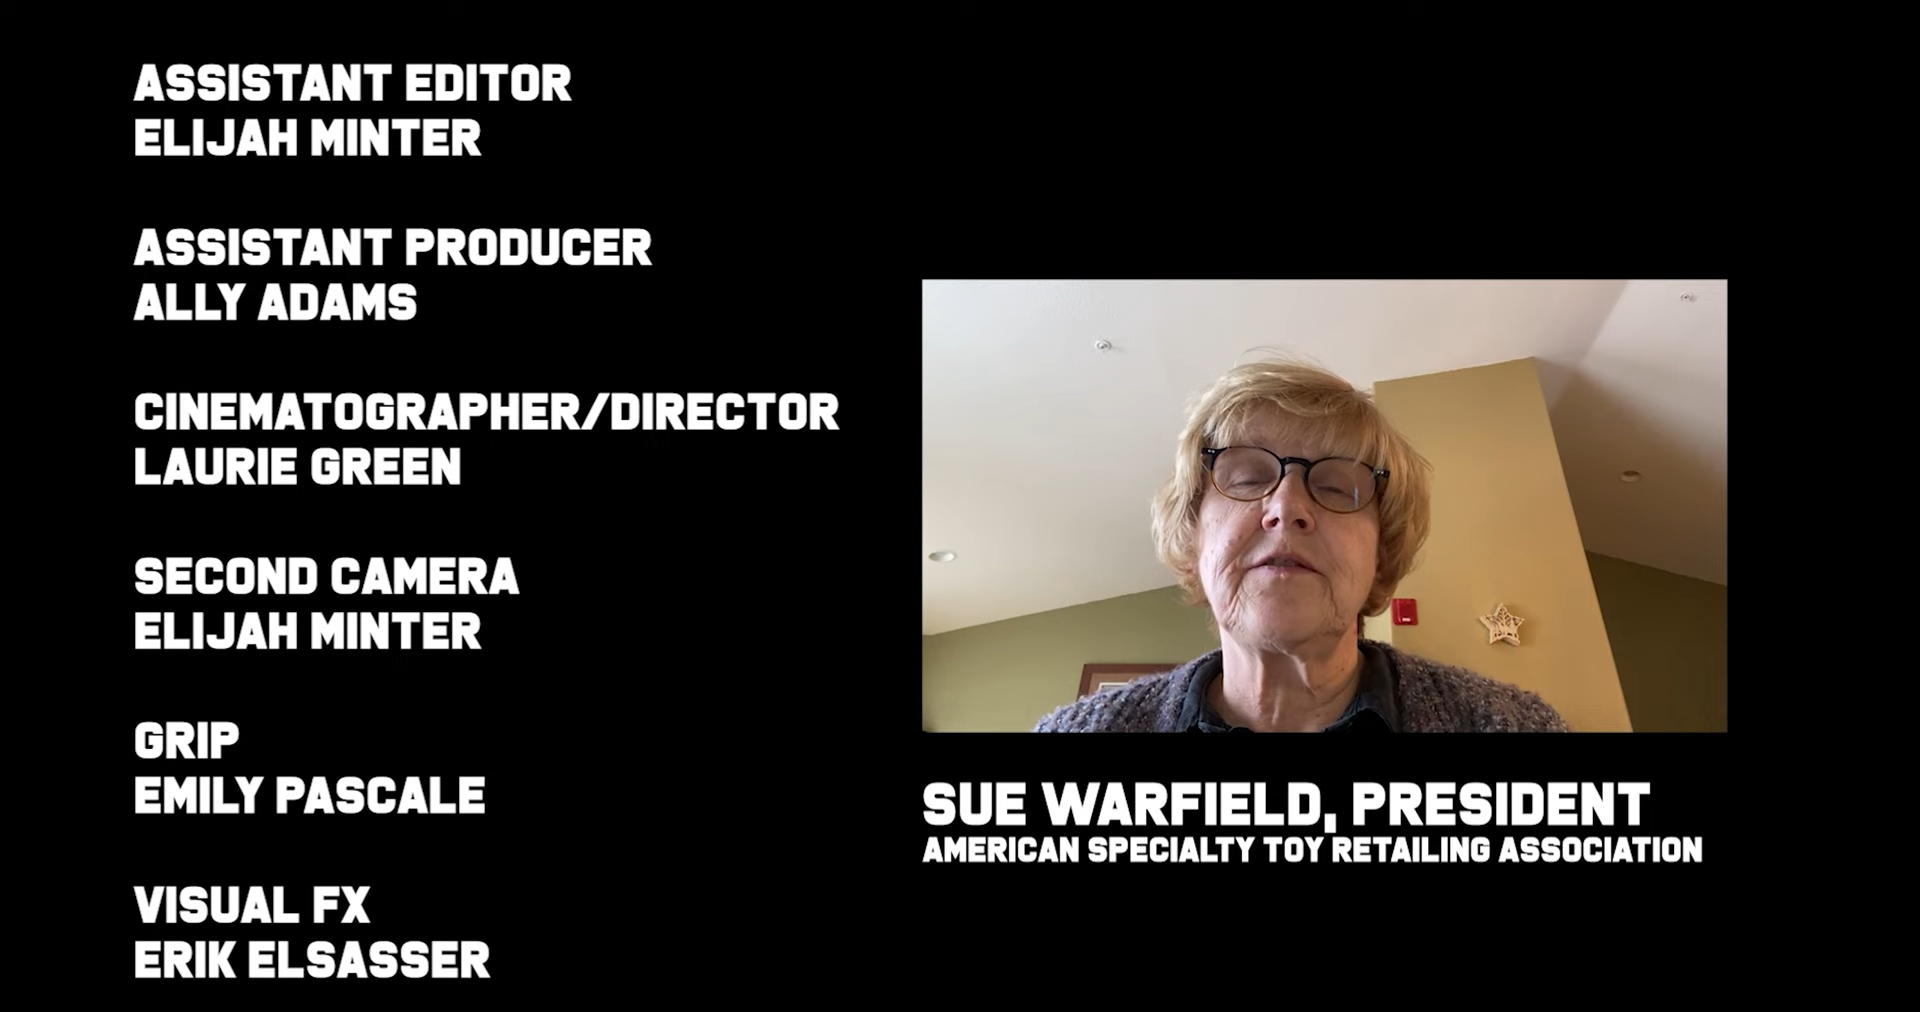 ASSISTANT EDITOR
ELIJAH MINTER
ASSISTANT PRODUCER
ALLY ADAMS
CINEMATOGRAPHER/DIRECTOR
LAURIE GREEN
SECOND CAMERA
ELIJAH MINTER
GRIP
EMILY PASCALE
VISUAL FX
ERIK ELSASSER
SUE WARFIELD, PRESIDENT
AMERICAN SPECIALTY TOY RETAILING ASSOCIATION